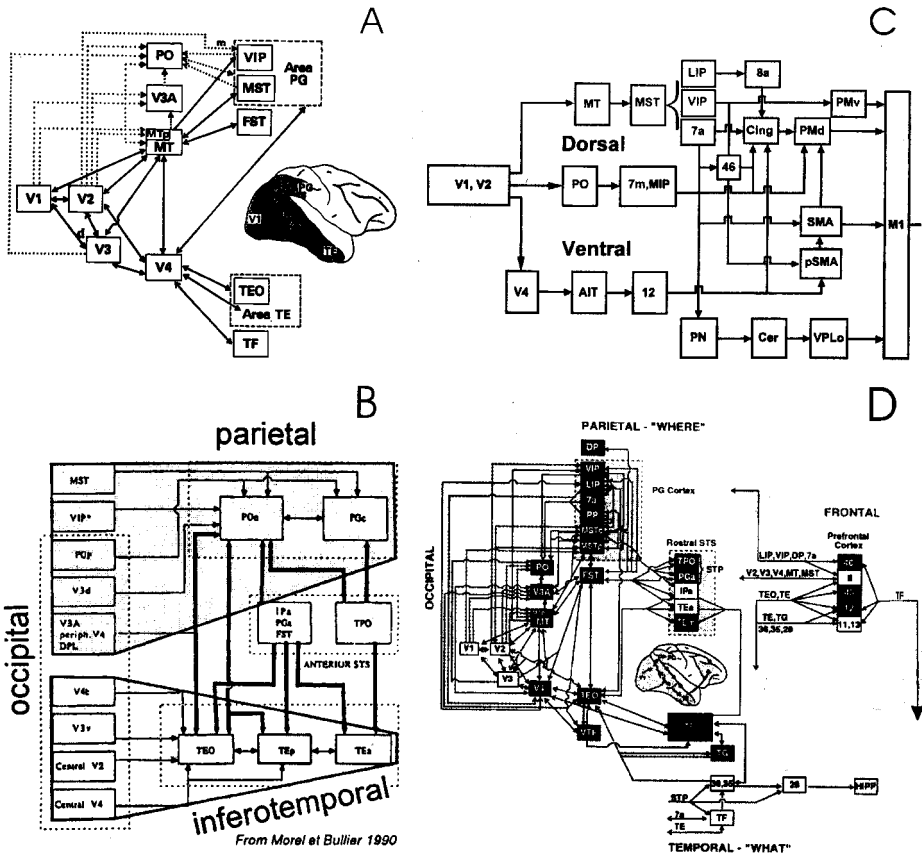 A
PO
m
VIP
Area
PG
MST
V3A
FST
MTp
MT
V1
V2
d
V3
V4
PG
V1
TE
TEO
Area TE
TF
C
LIP
8a
MT
MST
VIP
PMv
7a
Cing
PMd
Dorsal
46
V1, V2
PO
7m,MIP
M1
SMA
Ventral
pSMA
V4
AIT
12
PN
Cer
VPLo
B
parietal
MST
VIP*
POa
PGc
POp
V3d
V3A
periph. V4
DPL
IPa
PGa
FST
TPO
ANTERIOR STS
occipital
V4t
V3v
TEO
TEp
TEa
Central V2
Central V4
inferotemporal
From Morel et Bullier 1990
D
PARIETAL - "WHERE"
DP
VIP
LIP
7a
PP
PG Cortex
FRONTAL
Prefrontal
Cortex
OCCIPITAL
Rostral STS
PO
FST
TPO
PGa
STP
IPa
TEa
LIP, VIP, DP, 7a
V2,V3,V4,MT,MST
8
TEO,TE
12
TF
TE, TG
36,35,28
11,13
V3A
V1
V2
V3
V4
TEO
TG
36,35
28
HIPP
STP
7a
TF
TE
TEMPORAL - "WHAT"